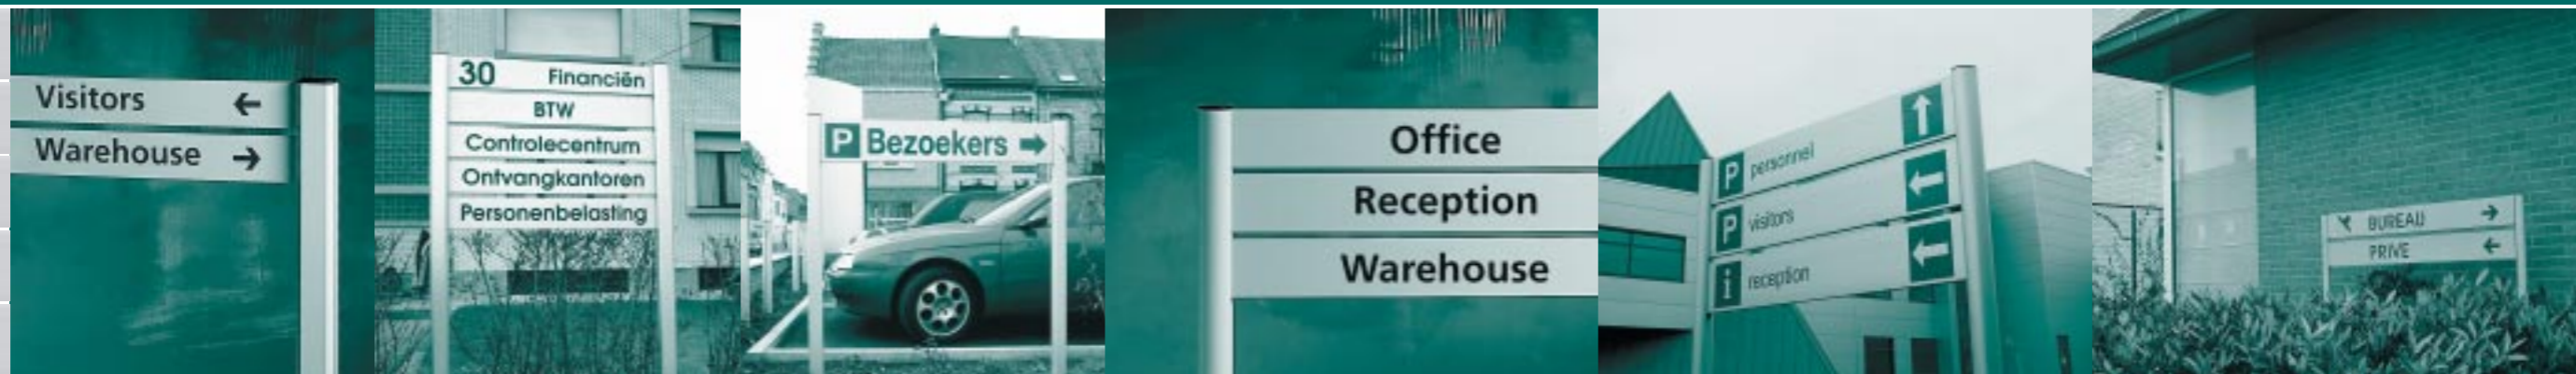 Visitors ←
Warehouse →
30 Financiën
BTW
Controlecentrum
Ontvangkantoren
Personenbelasting
P Bezoekers →
Office
Reception
Warehouse
P personnel ↑
P visitors ←
i reception ←
BUREAU →
PRIVE ←